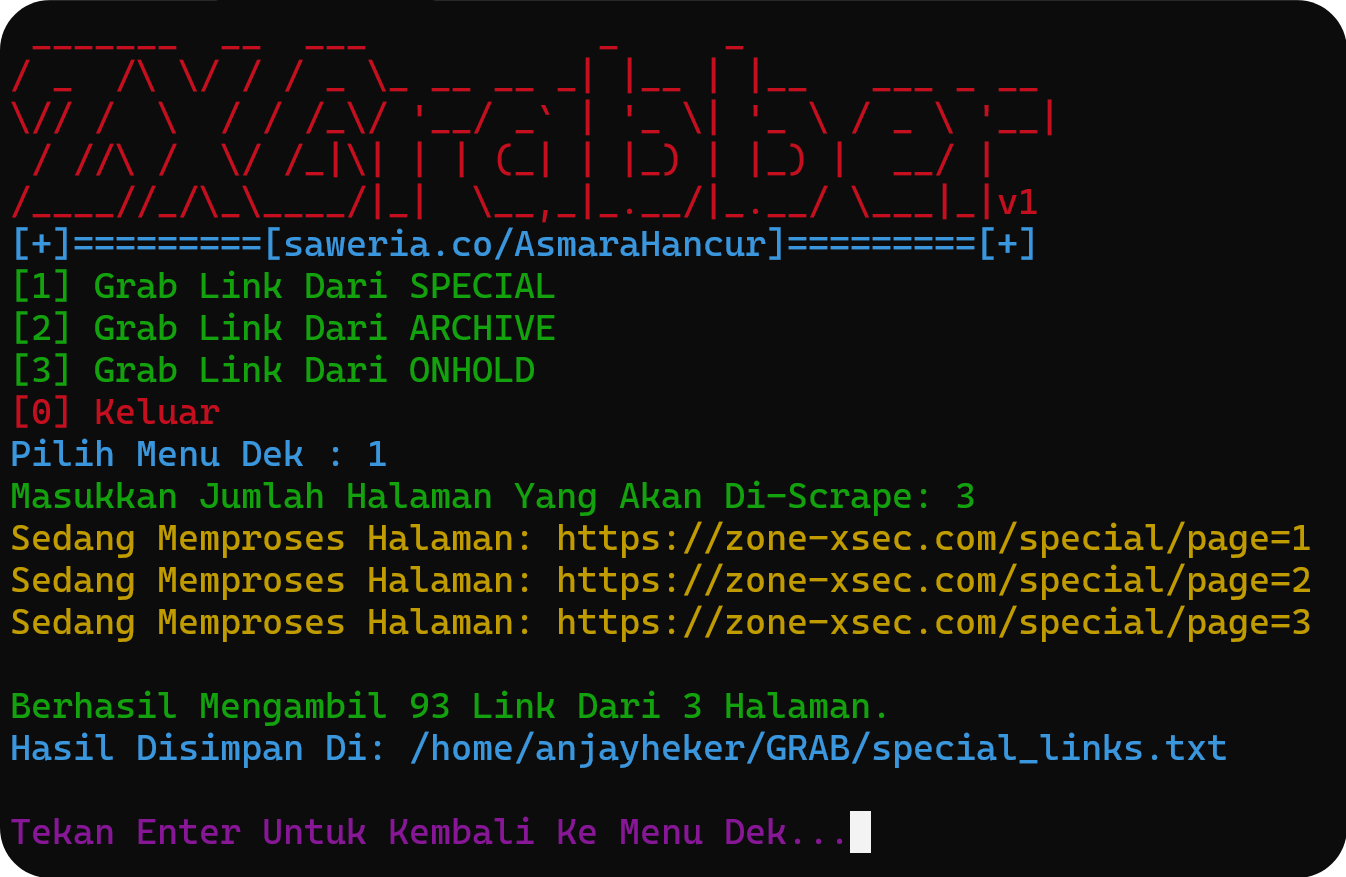 ZXGrabber v1
[+]=========[saweria.co/AsmaraHancur]=========[+]
[1] Grab Link Dari SPECIAL
[2] Grab Link Dari ARCHIVE
[3] Grab Link Dari ONHOLD
[0] Keluar
Pilih Menu Dek : 1
Masukkan Jumlah Halaman Yang Akan Di-Scrape: 3
Sedang Memproses Halaman: https://zone-xsec.com/special/page=1
Sedang Memproses Halaman: https://zone-xsec.com/special/page=2
Sedang Memproses Halaman: https://zone-xsec.com/special/page=3
Berhasil Mengambil 93 Link Dari 3 Halaman.
Hasil Disimpan Di: /home/anjayheker/GRAB/special_links.txt
Tekan Enter Untuk Kembali Ke Menu Dek...